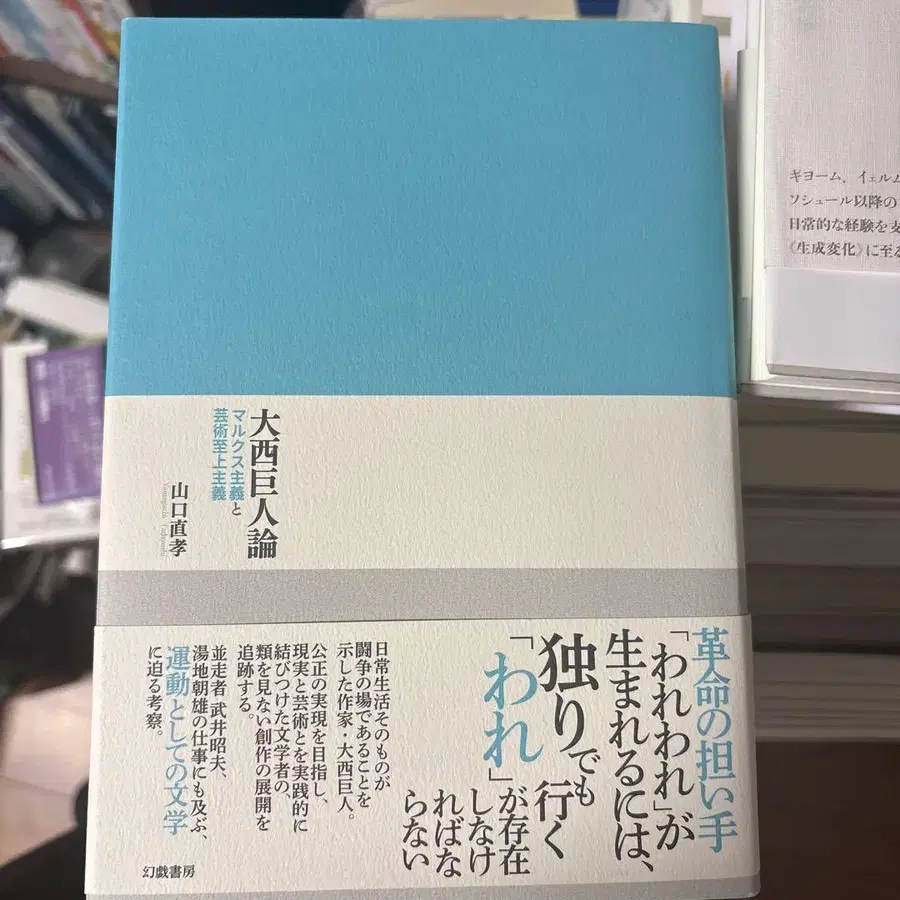 大西巨人論
マルクス主義と
芸術至上主義
山口直孝
革命の担い手
「われわれ」が
生まれるには、
独りでも行く
「われ」が存在
しなけ
ればな
らない
日常生活そのものが
闘争の場であることを
示した作家・大西巨人。
公正の実現を目指し、
現実と芸術とを実践的に
結びつけた文学者の、
類を見ない創作の展開を
追跡する。
並走者 武井昭夫、
湯地朝雄の仕事にも及ぶ、
運動としての文学
に迫る考察。
幻戯書房
ギヨーム、イェルム
ソシュール以降の
日常的な経験を支
《生成変化》に至る